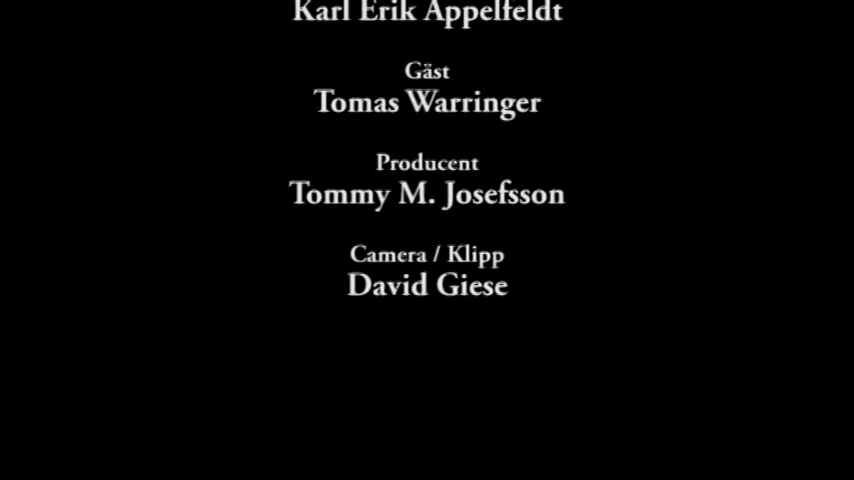 Karl Erik Appelfeldt
Gäst
Tomas Warringer
Producent
Tommy M. Josefsson
Camera / Klipp
David Giese